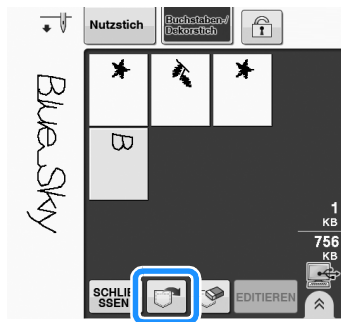 Nutzstich
Buchstaben-/
Dekorstich
Blue_Sky
B
1
KB
756
KB
SCHLIE
SSEN
EDITIEREN